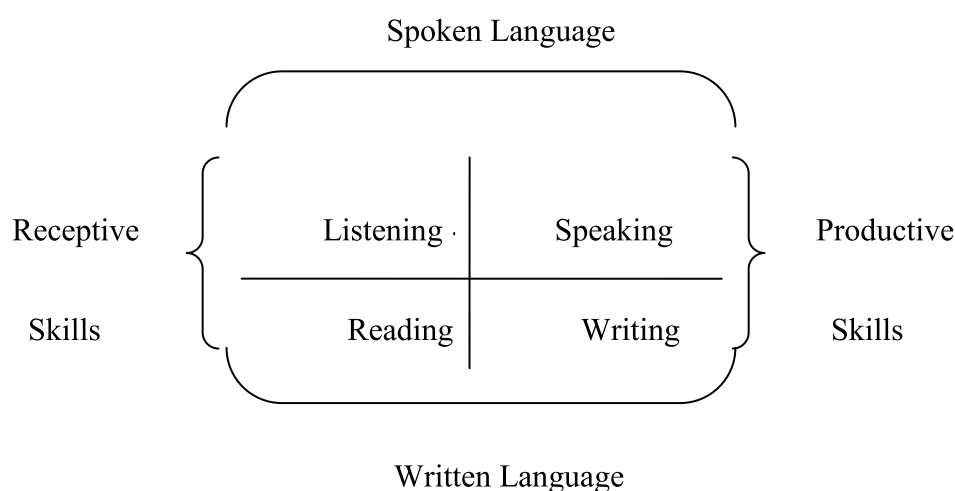 Spoken Language
Receptive Listening Speaking Productive
Skills Reading Writing Skills
Written Language